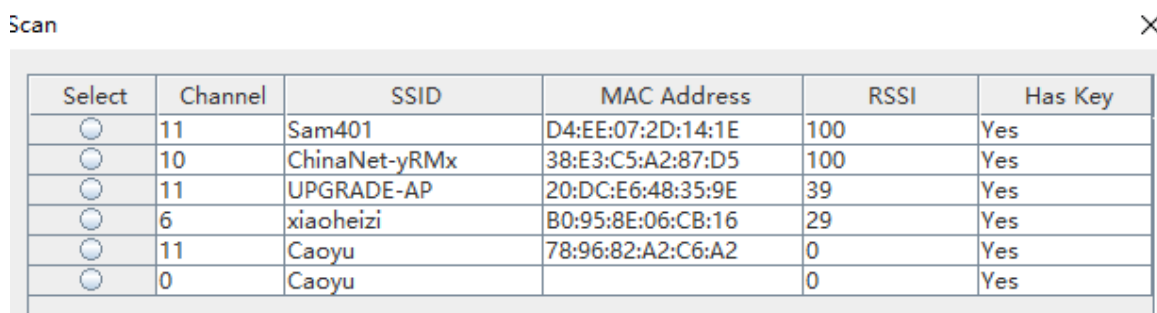 Scan
Select Channel SSID MAC Address RSSI Has Key
11 Sam401 D4:EE:07:2D:14:1E 100 Yes
10 ChinaNet-yRMx 38:E3:C5:A2:87:D5 100 Yes
11 UPGRADE-AP 20:DC:E6:48:35:9E 39 Yes
6 xiaoheizi B0:95:8E:06:CB:16 29 Yes
11 Caoyu 78:96:82:A2:C6:A2 0 Yes
0 Caoyu 0 Yes